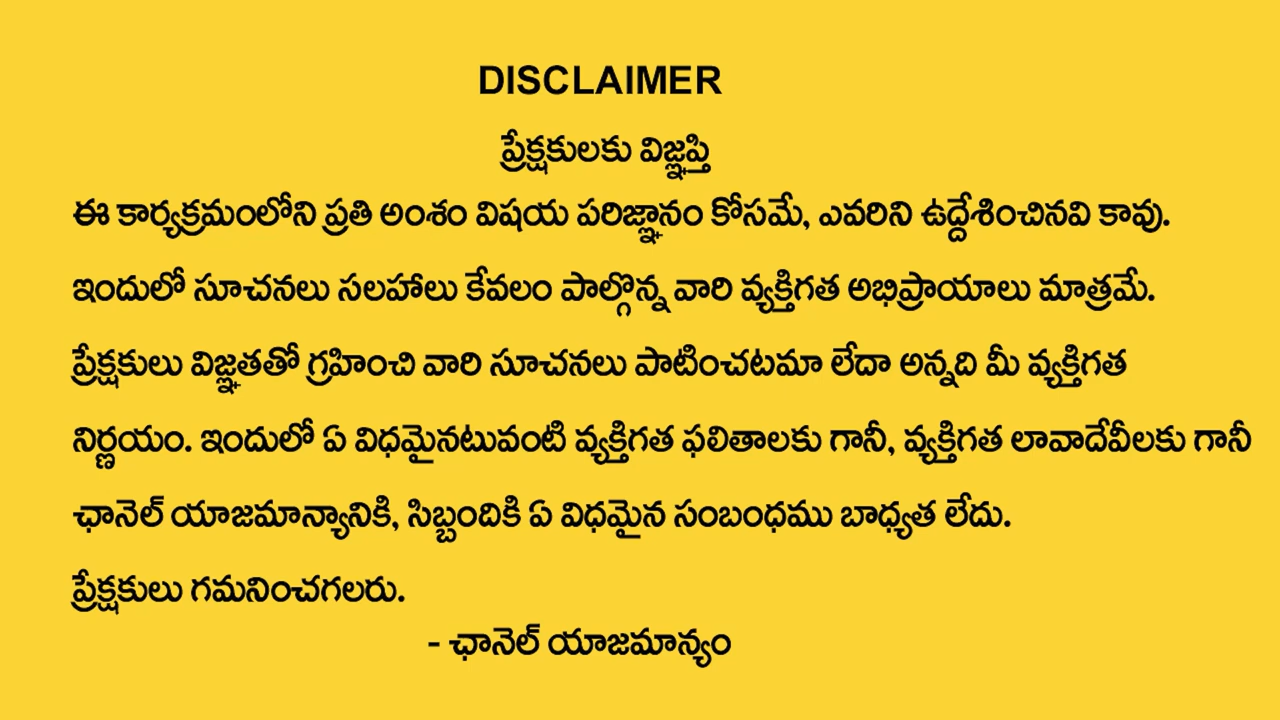 DISCLAIMER
ప్రేక్షకులకు విజ్ఞప్తి
ఈ కార్యక్రమంలోని ప్రతి అంశం విషయ పరిజ్ఞానం కోసమే, ఎవరిని ఉద్దేశించినవి కావు.
ఇందులో సూచనలు సలహాలు కేవలం పాల్గొన్న వారి వ్యక్తిగత అభిప్రాయాలు మాత్రమే.
ప్రేక్షకులు విజ్ఞతతో గ్రహించి వారి సూచనలు పాటించటమా లేదా అన్నది మీ వ్యక్తిగత
నిర్ణయం. ఇందులో ఏ విధమైనటువంటి వ్యక్తిగత ఫలితాలకు గానీ, వ్యక్తిగత లావాదేవీలకు గానీ
ఛానెల్ యాజమాన్యానికి, సిబ్బందికి ఏ విధమైన సంబంధము బాధ్యత లేదు.
ప్రేక్షకులు గమనించగలరు.
- ఛానెల్ యాజమాన్యం